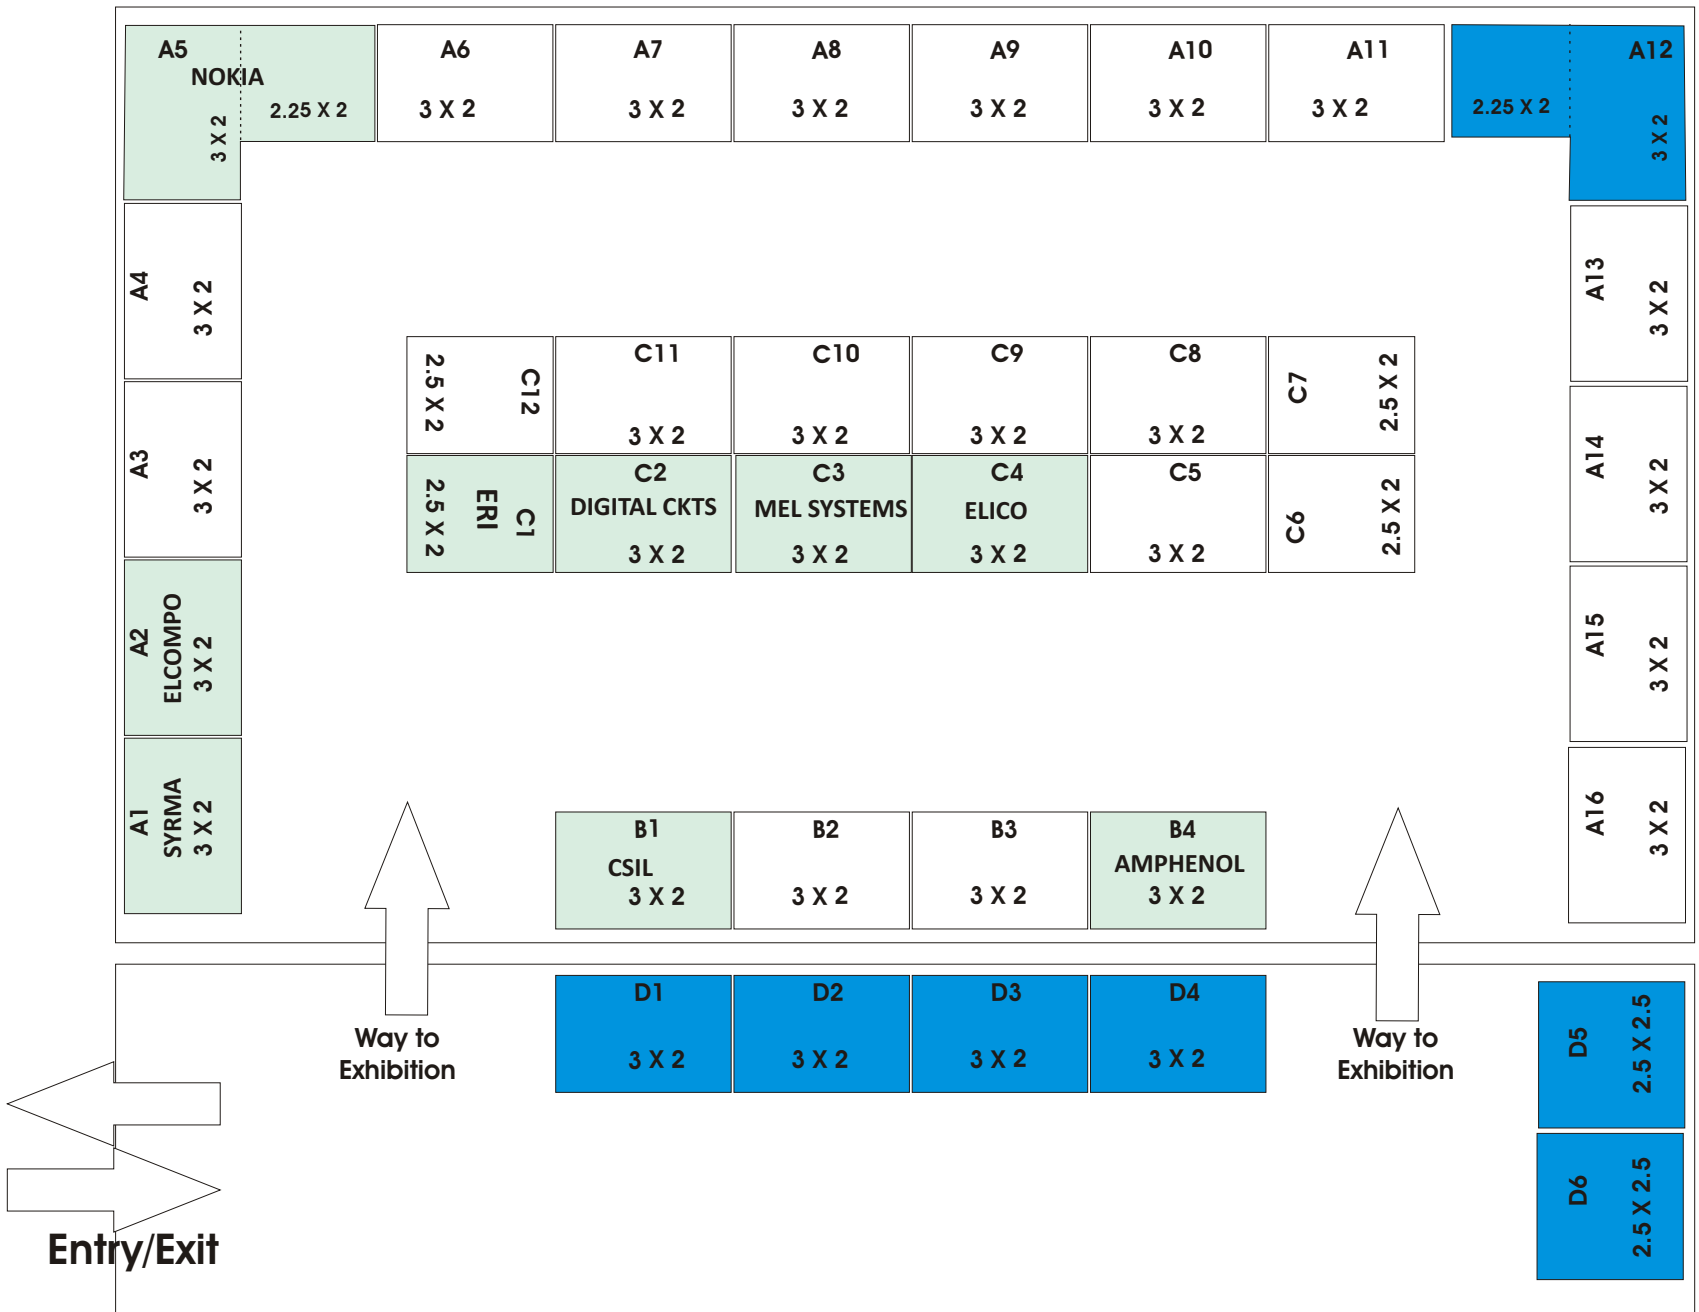 A5
NOKIA
3 X 2
2.25 X 2
A6
3 X 2
A7
3 X 2
A8
3 X 2
A9
3 X 2
A10
3 X 2
A11
3 X 2
A12
2.25 X 2
3 X 2
A4
3 X 2
A3
3 X 2
A2
ELCOMPO
3 X 2
A1
SYRMA
3 X 2
C12
2.5 X 2
C11
3 X 2
C10
3 X 2
C9
3 X 2
C8
3 X 2
C7
2.5 X 2
C1
ERI
2.5 X 2
C2
DIGITAL CKTS
3 X 2
C3
MEL SYSTEMS
3 X 2
C4
ELICO
3 X 2
C5
3 X 2
C6
2.5 X 2
A13
3 X 2
A14
3 X 2
A15
3 X 2
A16
3 X 2
B1
CSIL
3 X 2
B2
3 X 2
B3
3 X 2
B4
AMPHENOL
3 X 2
Way to
Exhibition
D1
3 X 2
D2
3 X 2
D3
3 X 2
D4
3 X 2
Way to
Exhibition
D5
2.5 X 2.5
D6
2.5 X 2.5
Entry/Exit